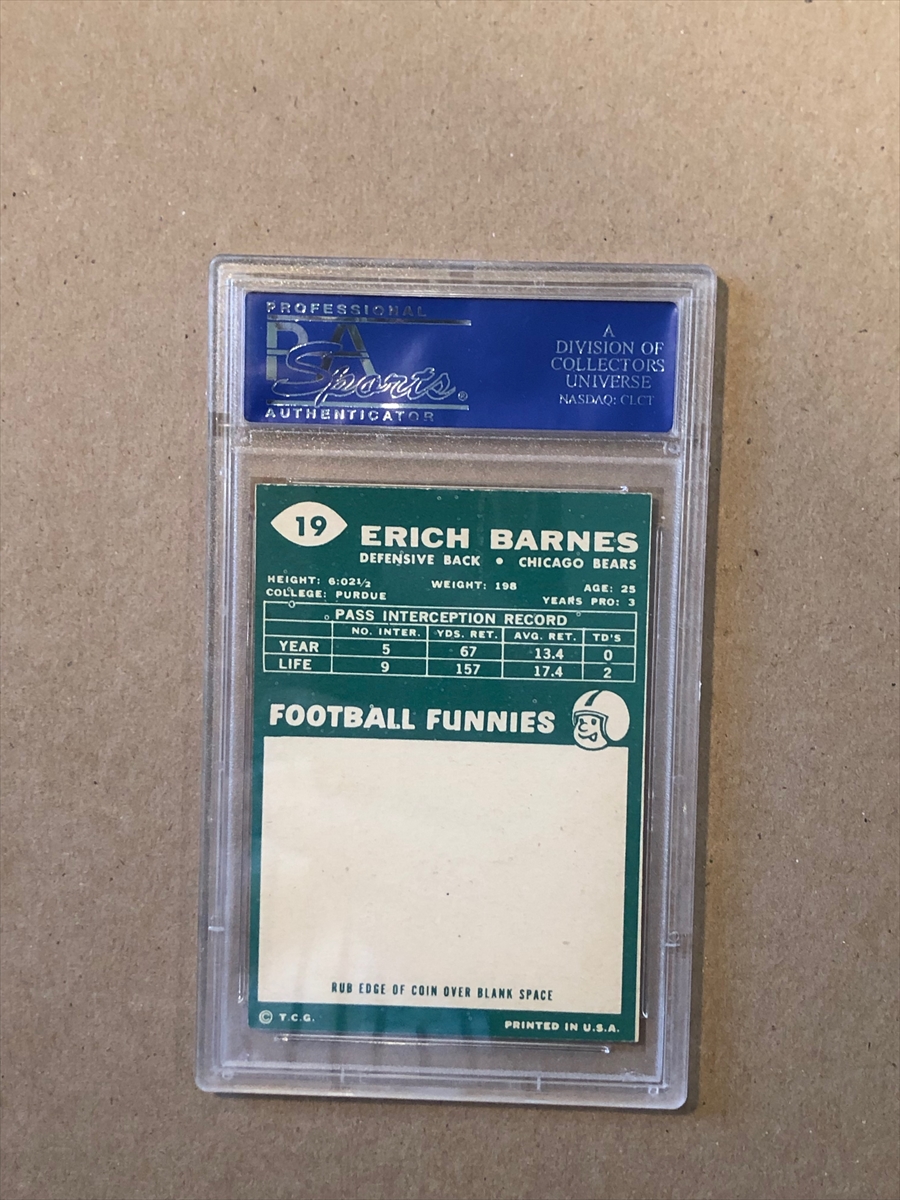 PROFESSIONAL
PSA
Sports®
AUTHENTICATOR
A
DIVISION OF
COLLECTORS
UNIVERSE
NASDAQ: CLCT
19
ERICH BARNES
DEFENSIVE BACK • CHICAGO BEARS
HEIGHT: 6:02½ WEIGHT: 198 AGE: 25
COLLEGE: PURDUE YEARS PRO: 3
PASS INTERCEPTION RECORD
NO. INTER. YDS. RET. AVG. RET. TD'S
YEAR 5 67 13.4 0
LIFE 9 157 17.4 2
FOOTBALL FUNNIES
RUB EDGE OF COIN OVER BLANK SPACE
© T.C.G. PRINTED IN U.S.A.